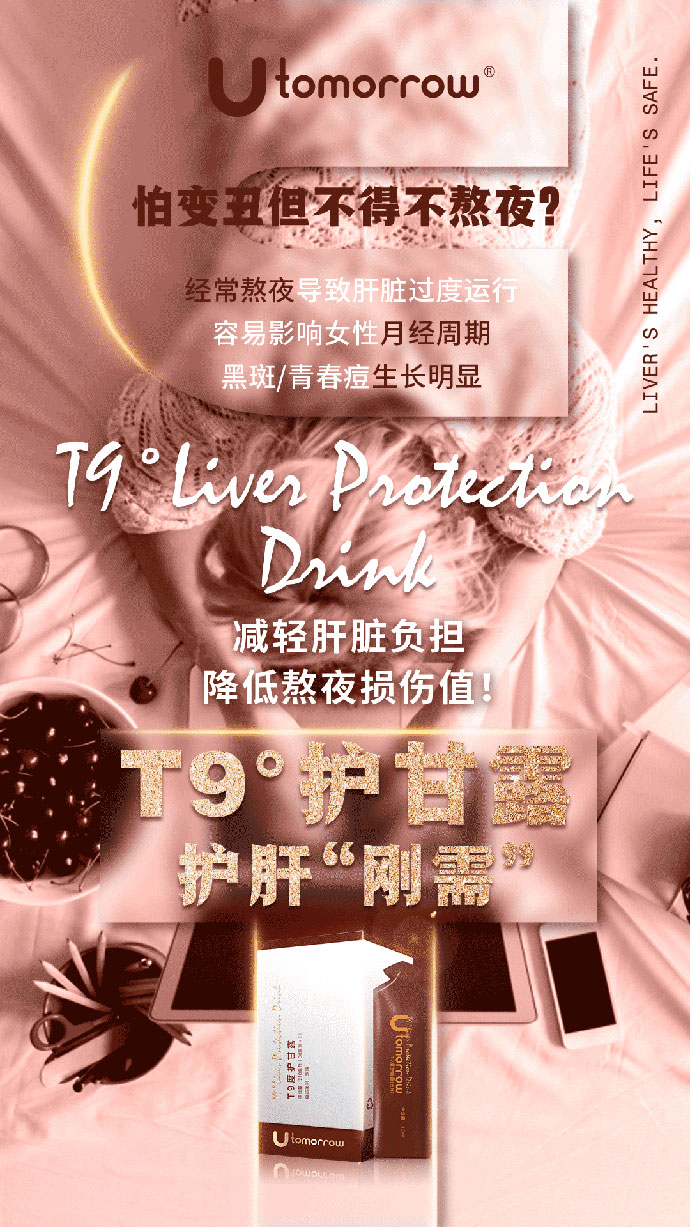 U tomorrow®
LIVER'S HEALTHY, LIFE'S SAFE.
怕变丑但不得不熬夜?
经常熬夜导致肝脏过度运行
容易影响女性月经周期
黑斑/青春痘生长明显
T9°Liver Protection
Drink
减轻肝脏负担
降低熬夜损伤值!
T9°护甘露
护肝“刚需”
T9度护甘露
U tomorrow
U tomorrow